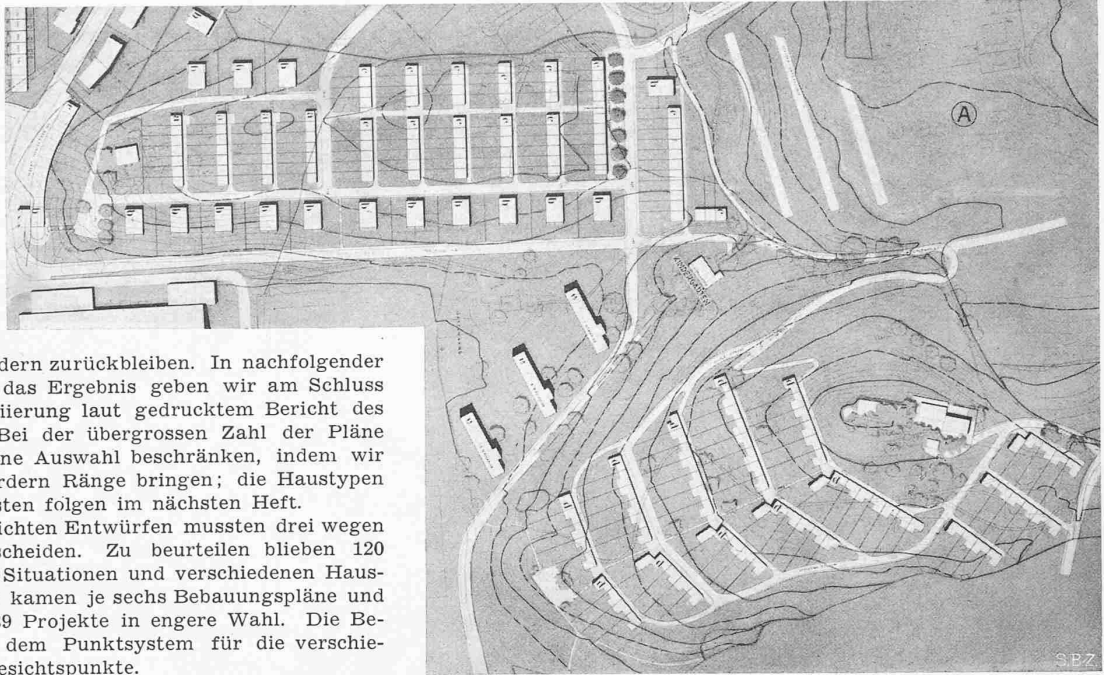 dern zurückbleiben. In nachfolgender
das Ergebnis geben wir am Schluss
iierung laut gedrucktem Bericht des
Bei der übergrossen Zahl der Pläne
ne Auswahl beschränken, indem wir
rdern Ränge bringen; die Haustypen
sten folgen im nächsten Heft.
ichten Entwürfen mussten drei wegen
scheiden. Zu beurteilen blieben 120
Situationen und verschiedenen Haus-
kamen je sechs Bebauungspläne und
39 Projekte in engere Wahl. Die Be-
dem Punktsystem für die verschie-
esichtspunkte.
A
S.B.Z.